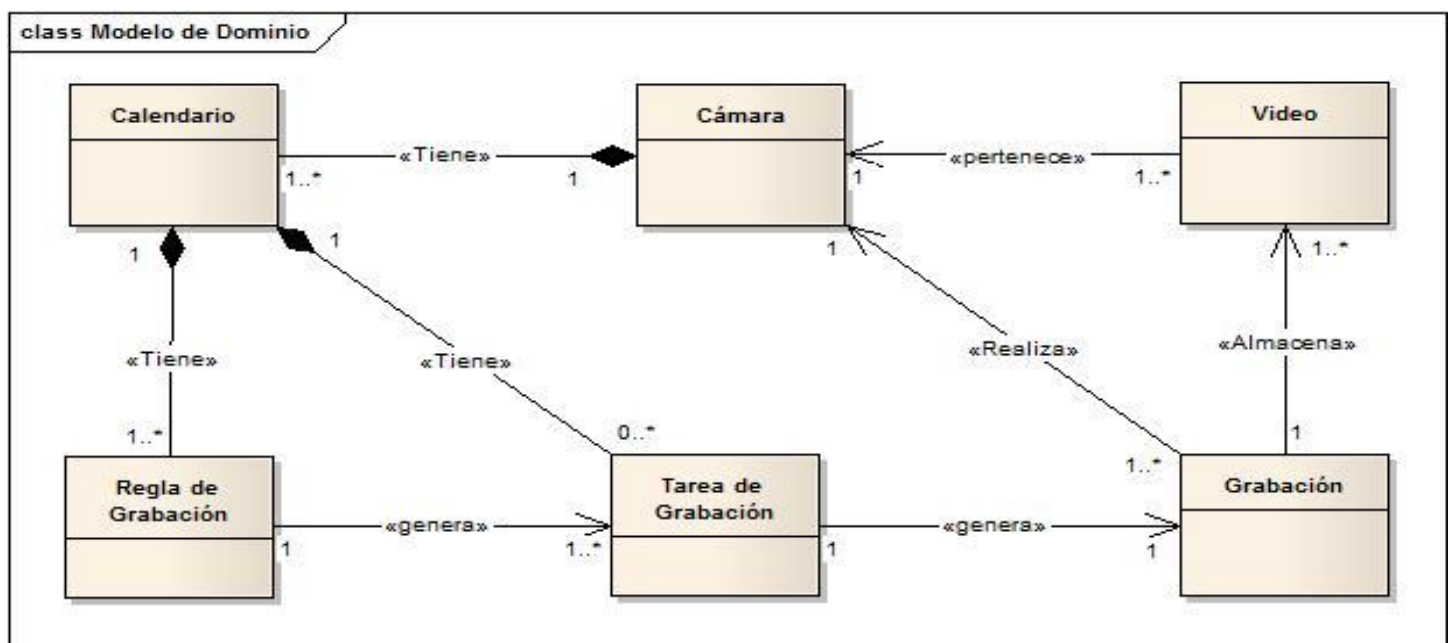 class Modelo de Dominio
Calendario
Cámara
Video
«Tiene»
1..*
1
«pertenece»
1
1..*
1
1
1
1..*
«Tiene»
«Tiene»
«Realiza»
«Almacena»
1..*
0..*
1..*
1
Regla de
Grabación
Tarea de
Grabación
Grabación
«genera»
1
1..*
«genera»
1
1